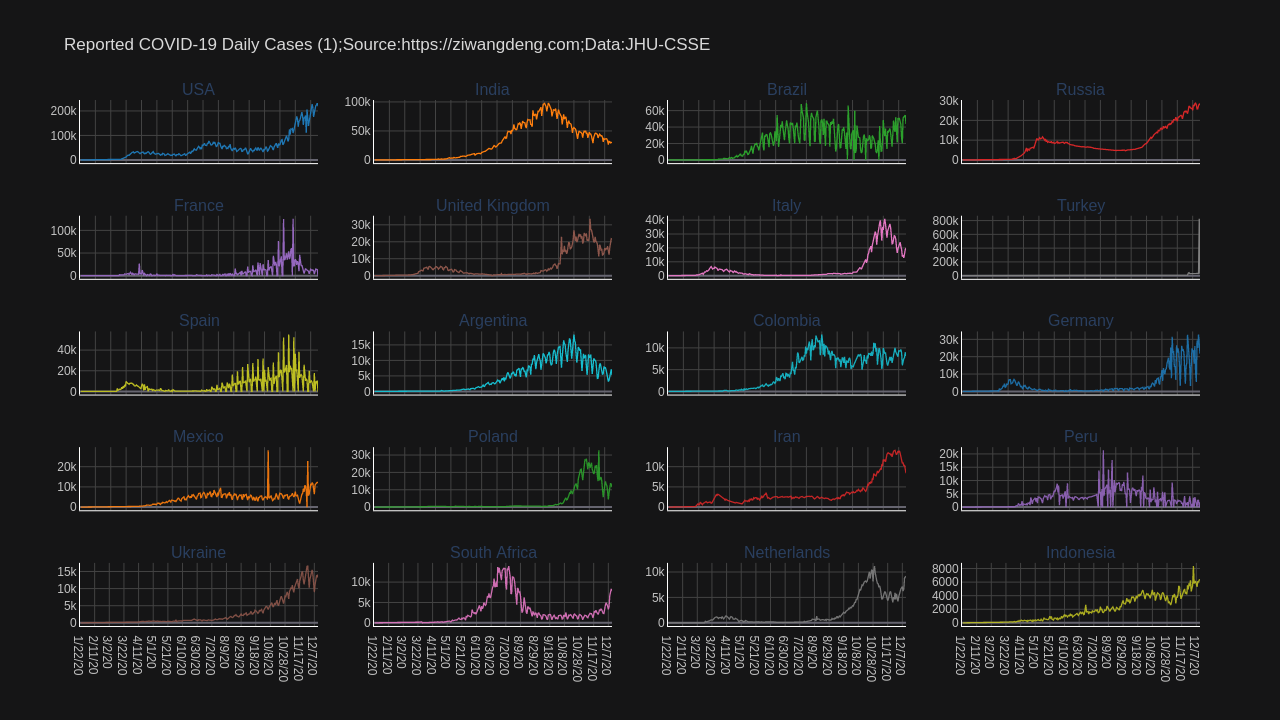 Reported COVID-19 Daily Cases (1);Source:https://ziwangdeng.com;Data:JHU-CSSE
USA
200k
100k
0
India
100k
50k
0
Brazil
60k
40k
20k
0
Russia
30k
20k
10k
0
France
100k
50k
0
United Kingdom
30k
20k
10k
0
Italy
40k
30k
20k
10k
0
Turkey
800k
600k
400k
200k
0
Spain
40k
20k
0
Argentina
15k
10k
5k
0
Colombia
10k
5k
0
Germany
30k
20k
10k
0
Mexico
20k
10k
0
Poland
30k
20k
10k
0
Iran
10k
5k
0
Peru
20k
15k
10k
5k
0
Ukraine
15k
10k
5k
0
1/22/20
2/11/20
3/2/20
3/22/20
4/11/20
5/1/20
5/21/20
6/10/20
6/30/20
7/20/20
8/9/20
8/29/20
9/18/20
10/8/20
10/28/20
11/17/20
12/7/20
South Africa
10k
5k
0
1/22/20
2/11/20
3/2/20
3/22/20
4/11/20
5/1/20
5/21/20
6/10/20
6/30/20
7/20/20
8/9/20
8/29/20
9/18/20
10/8/20
10/28/20
11/17/20
12/7/20
Netherlands
10k
5k
0
1/22/20
2/11/20
3/2/20
3/22/20
4/11/20
5/1/20
5/21/20
6/10/20
6/30/20
7/20/20
8/9/20
8/29/20
9/18/20
10/8/20
10/28/20
11/17/20
12/7/20
Indonesia
8000
6000
4000
2000
0
1/22/20
2/11/20
3/2/20
3/22/20
4/11/20
5/1/20
5/21/20
6/10/20
6/30/20
7/20/20
8/9/20
8/29/20
9/18/20
10/8/20
10/28/20
11/17/20
12/7/20